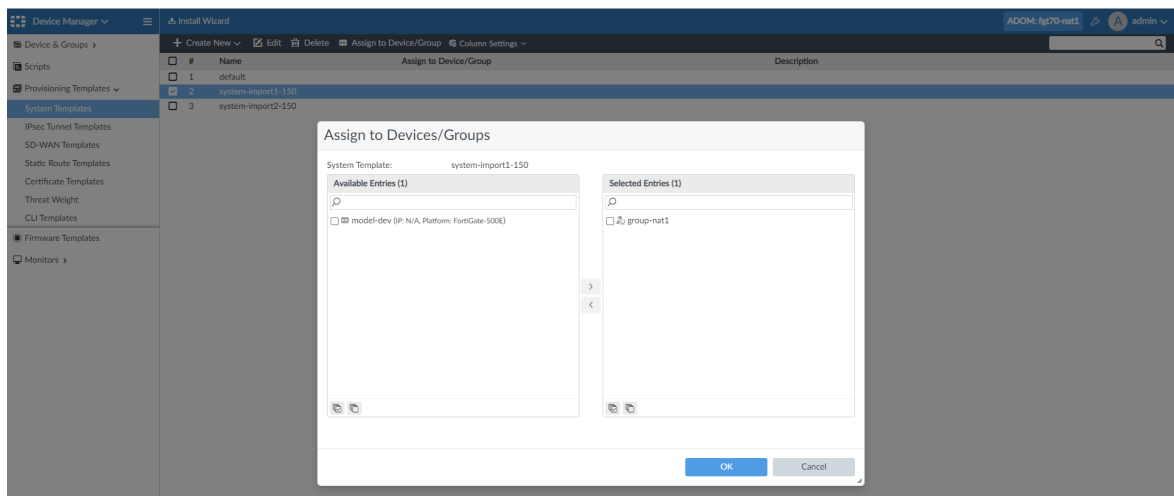 Device Manager
Install Wizard
ADOM: fgt70-nat1
A
admin
Device & Groups
Create New
Edit
Delete
Assign to Device/Group
Column Settings
Scripts
# Name Assign to Device/Group Description
1 default
Provisioning Templates
2 system-import1-150
System Templates
3 system-import2-150
IPsec Tunnel Templates
SD-WAN Templates
Static Route Templates
Certificate Templates
Threat Weight
CLI Templates
Firmware Templates
Monitors
Assign to Devices/Groups
System Template: system-import1-150
Available Entries (1)
model-dev (IP: N/A, Platform: FortiGate-500E)
Selected Entries (1)
group-nat1
OK
Cancel